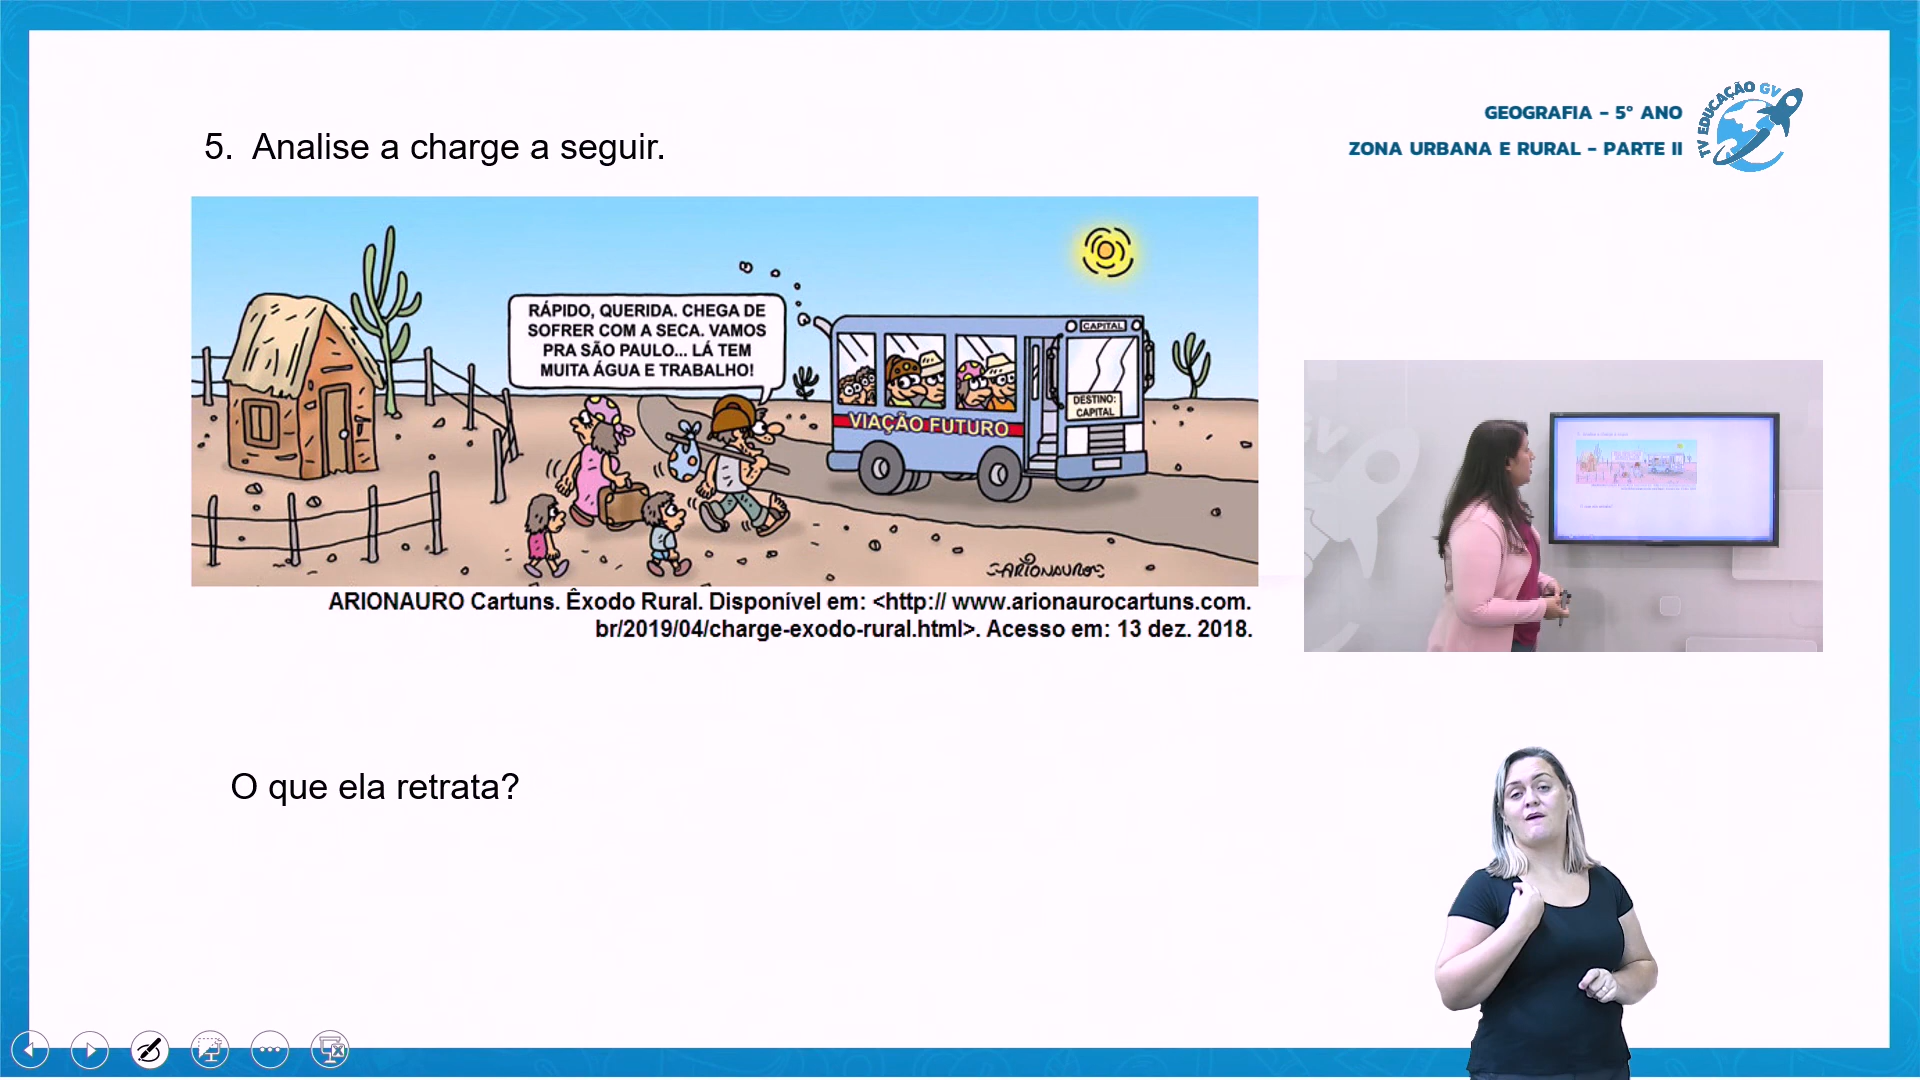 GEOGRAFIA – 5° ANO
ZONA URBANA E RURAL – PARTE II
TV EDUCAÇÃO GV
5. Analise a charge a seguir.
RÁPIDO, QUERIDA. CHEGA DE
SOFRER COM A SECA. VAMOS
PRA SÃO PAULO... LÁ TEM
MUITA ÁGUA E TRABALHO!
CAPITAL
DESTINO:
CAPITAL
VIAÇÃO FUTURO
ARIONAURO
ARIONAURO Cartuns. Êxodo Rural. Disponível em: <http:// www.arionaurocartuns.com.
br/2019/04/charge-exodo-rural.html>. Acesso em: 13 dez. 2018.
GV
O que ela retrata?